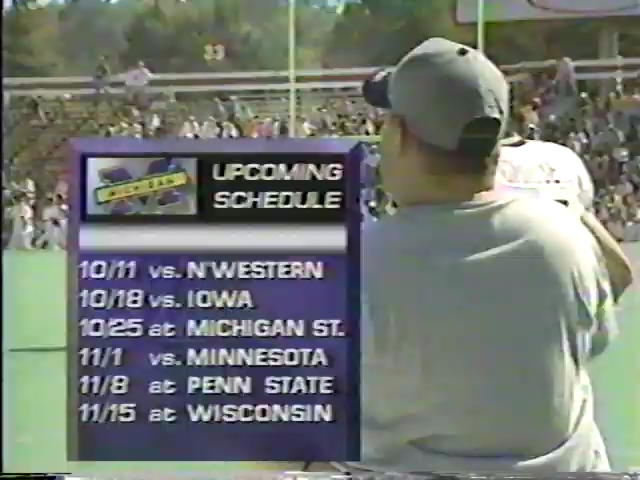 33
MICHIGAN
UPCOMING
SCHEDULE
10/11 vs. N'WESTERN
10/18 vs. IOWA
10/25 at MICHIGAN ST.
11/1 vs. MINNESOTA
11/8 at PENN STATE
11/15 at WISCONSIN